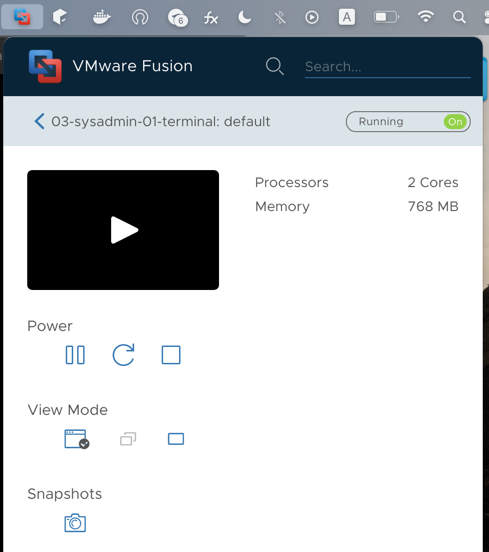 6
fx
A
VMware Fusion
Search...
03-sysadmin-01-terminal: default
Running
On
Processors 2 Cores
Memory 768 MB
Power
View Mode
Snapshots